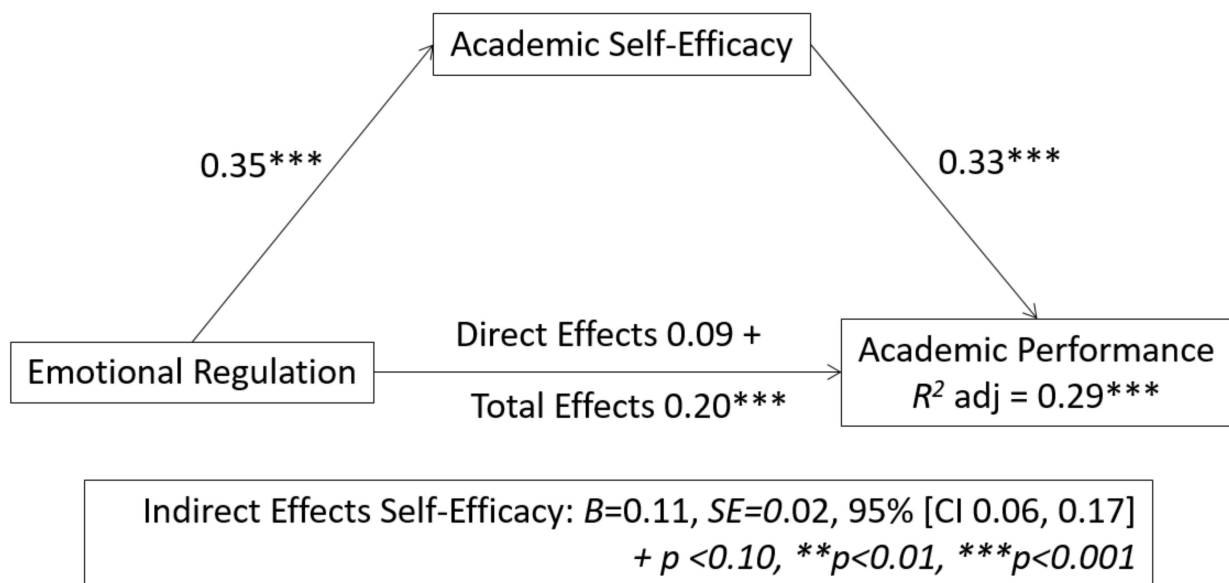 Academic Self-Efficacy
0.35***
0.33***
Direct Effects 0.09 +
Emotional Regulation
Total Effects 0.20***
Academic Performance
R² adj = 0.29***
Indirect Effects Self-Efficacy: B=0.11, SE=0.02, 95% [CI 0.06, 0.17]
+ p <0.10, **p<0.01, ***p<0.001